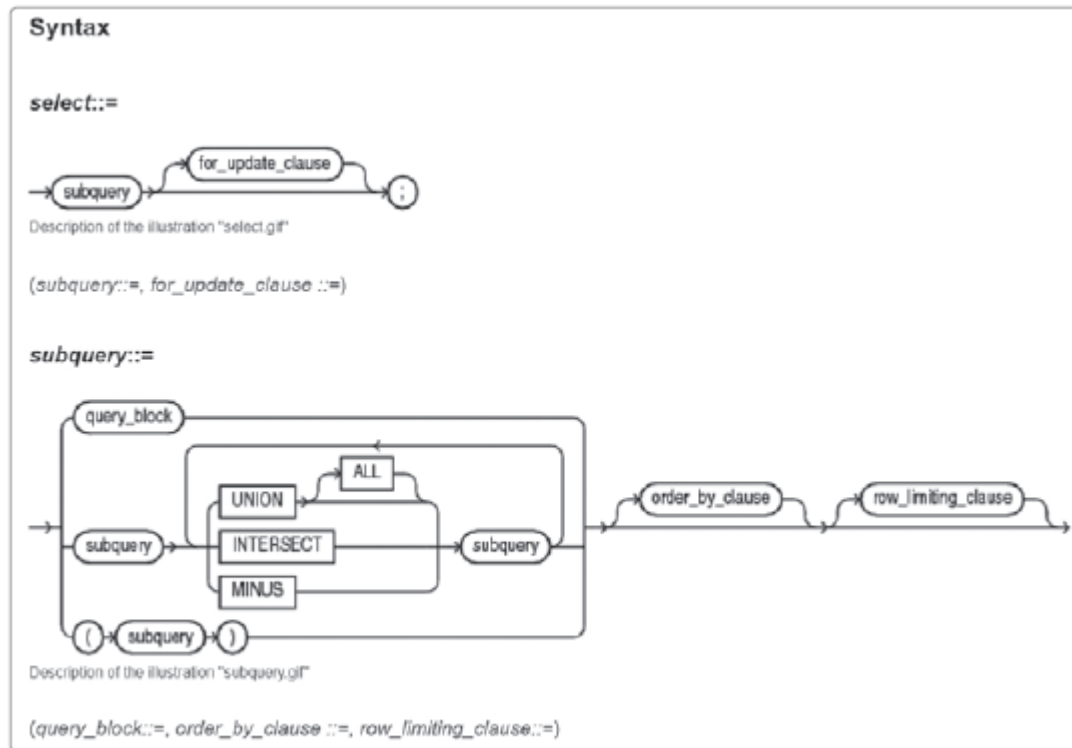 Syntax
select::=
for_update_clause
subquery ;
Description of the illustration "select.gif"
(subquery::=, for_update_clause ::=)
subquery::=
query_block
ALL
UNION
order_by_clause row_limiting_clause
subquery INTERSECT subquery
MINUS
( subquery )
Description of the illustration "subquery.gif"
(query_block::=, order_by_clause ::=, row_limiting_clause::=)